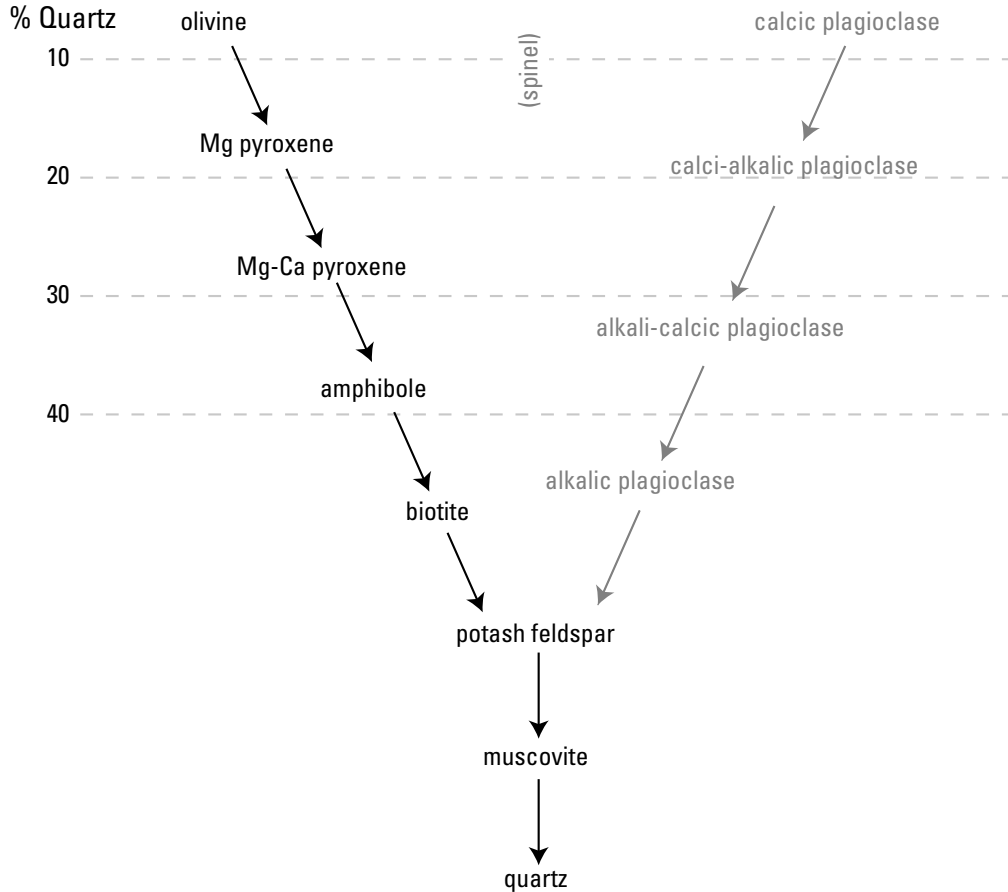 % Quartz
olivine
calcic plagioclase
10
(spinel)
Mg pyroxene
calci-alkalic plagioclase
20
Mg-Ca pyroxene
30
alkali-calcic plagioclase
amphibole
40
alkalic plagioclase
biotite
potash feldspar
muscovite
quartz